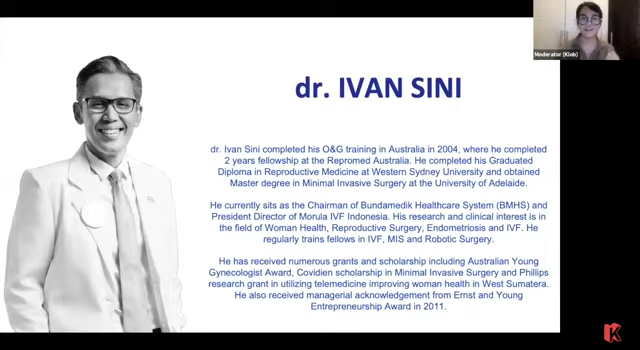 dr. IVAN SINI
Moderator [Klob]
dr. Ivan Sini completed his O&G training in Australia in 2004, where he completed
2 years fellowship at the Repromed Australia. He completed his Graduated
Diploma in Reproductive Medicine at Western Sydney University and obtained
Master degree in Minimal Invasive Surgery at the University of Adelaide.
He currently sits as the Chairman of Bundamedik Healthcare System (BMHS) and
President Director of Morula IVF Indonesia. His research and clinical interest is in
the field of Woman Health, Reproductive Surgery, Endometriosis and IVF. He
regularly trains fellows in IVF, MIS and Robotic Surgery.
He has received numerous grants and scholarship including Australian Young
Gynecologist Award, Covidien scholarship in Minimal Invasive Surgery and Phillips
research grant in utilizing telemedicine improving woman health in West Sumatera.
He also received managerial acknowledgement from Ernst and Young
Entrepreneurship Award in 2011.